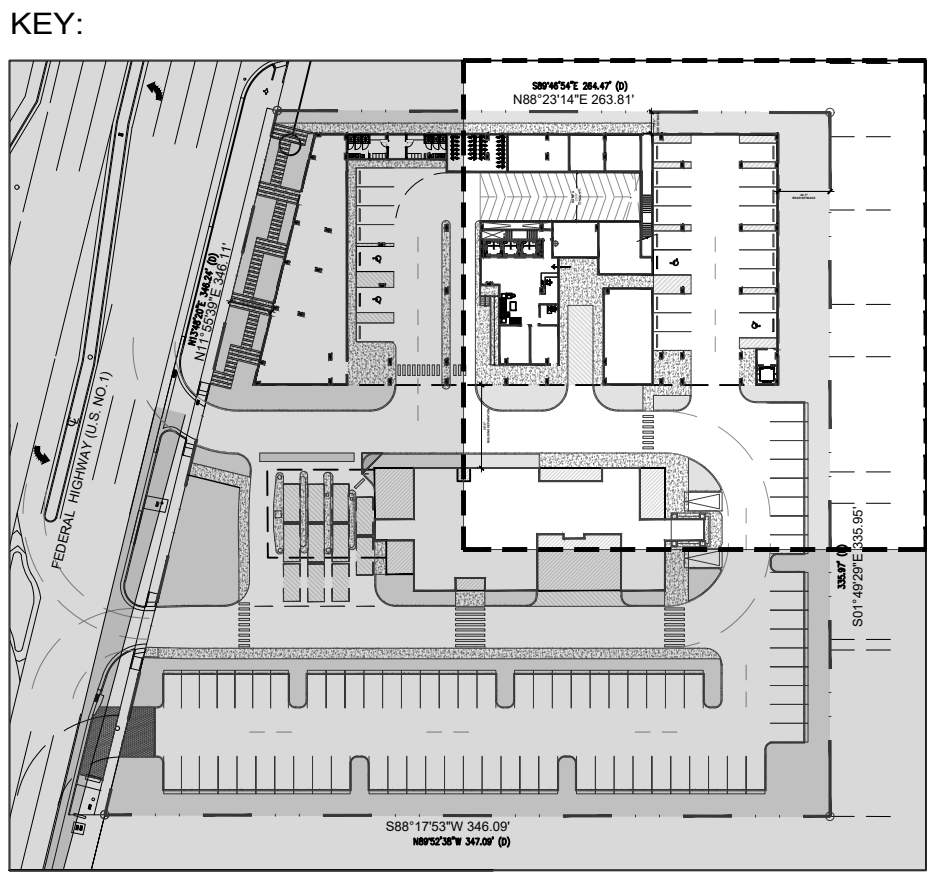 KEY:
S89°46'54"E 264.47' (D)
N88°23'14"E 263.81'
N13°46'20"E 346.24' (D)
N11°55'39"E 346.11'
FEDERAL HIGHWAY (U.S. NO.1)
335.97' (D)
S01°49'29"E 335.95'
S88°17'53"W 346.09'
N89°52'38"W 347.09' (D)